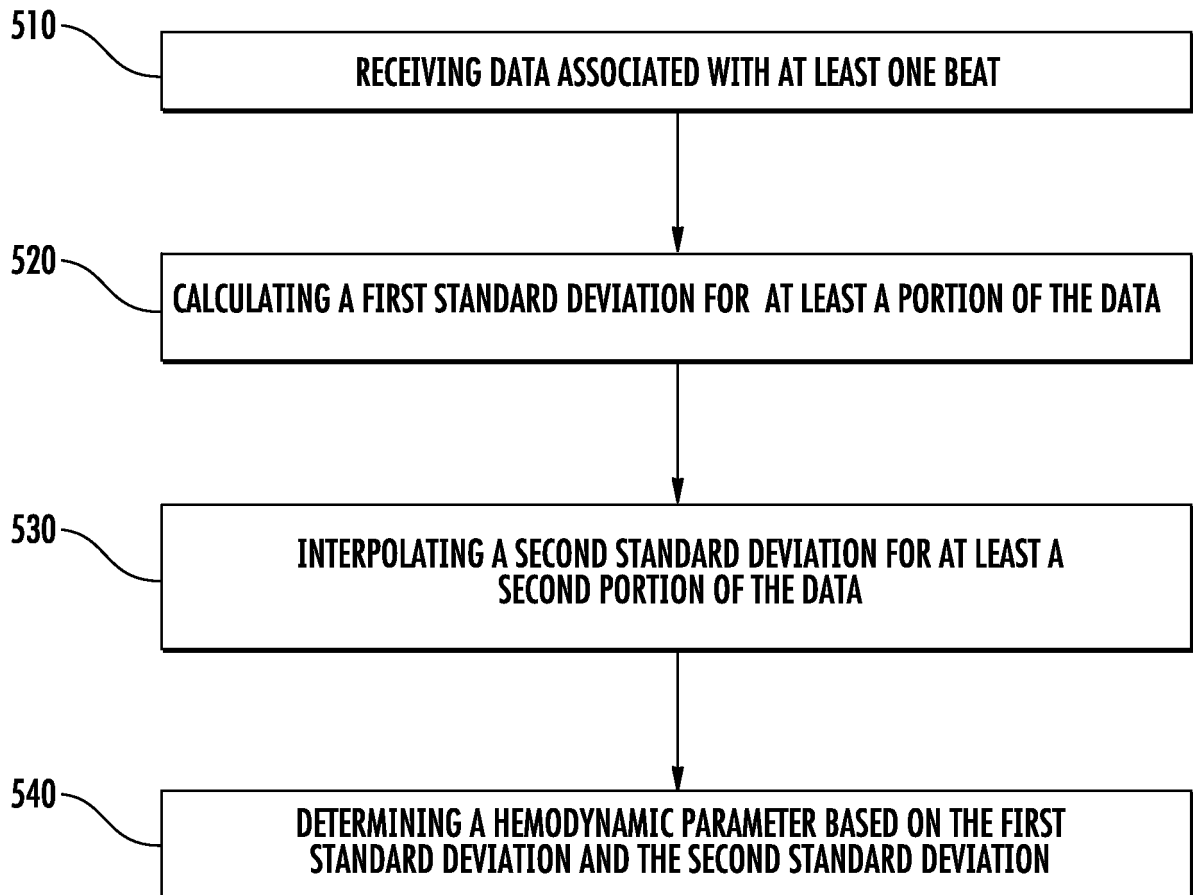 510
RECEIVING DATA ASSOCIATED WITH AT LEAST ONE BEAT
520
CALCULATING A FIRST STANDARD DEVIATION FOR AT LEAST A PORTION OF THE DATA
530
INTERPOLATING A SECOND STANDARD DEVIATION FOR AT LEAST A
SECOND PORTION OF THE DATA
540
DETERMINING A HEMODYNAMIC PARAMETER BASED ON THE FIRST
STANDARD DEVIATION AND THE SECOND STANDARD DEVIATION